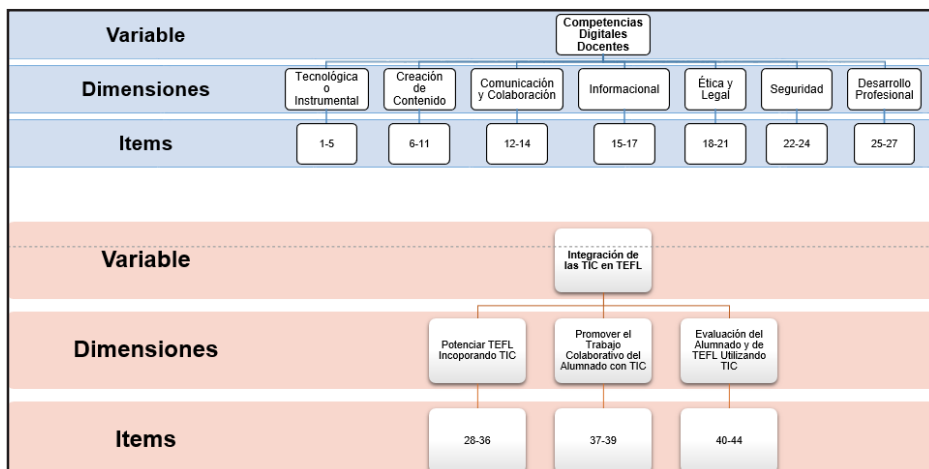 Variable
Competencias
Digitales
Docentes
Dimensiones
Tecnológica
o
Instrumental
Creación
de
Contenido
Comunicación
y Colaboración
Informacional
Ética y
Legal
Seguridad
Desarrollo
Profesional
Items
1-5
6-11
12-14
15-17
18-21
22-24
25-27
Variable
Integración de
las TIC en TEFL
Dimensiones
Potenciar TEFL
Incoporando TIC
Promover el
Trabajo
Colaborativo del
Alumnado con TIC
Evaluación del
Alumnado y de
TEFL Utilizando
TIC
Items
28-36
37-39
40-44